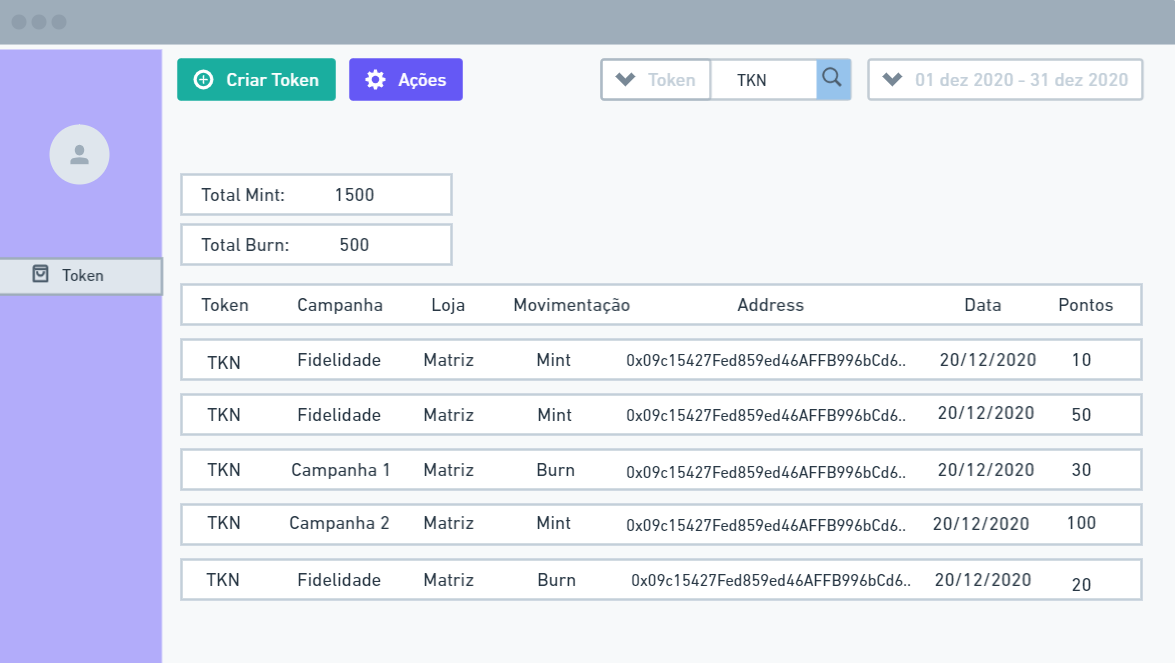 Criar Token Ações Token TKN 01 dez 2020 - 31 dez 2020
Total Mint: 1500
Total Burn: 500
Token
Token Campanha Loja Movimentação Address Data Pontos
TKN Fidelidade Matriz Mint 0x09c15427Fed859ed46AFFB996bCd6.. 20/12/2020 10
TKN Fidelidade Matriz Mint 0x09c15427Fed859ed46AFFB996bCd6.. 20/12/2020 50
TKN Campanha 1 Matriz Burn 0x09c15427Fed859ed46AFFB996bCd6.. 20/12/2020 30
TKN Campanha 2 Matriz Mint 0x09c15427Fed859ed46AFFB996bCd6.. 20/12/2020 100
TKN Fidelidade Matriz Burn 0x09c15427Fed859ed46AFFB996bCd6.. 20/12/2020 20